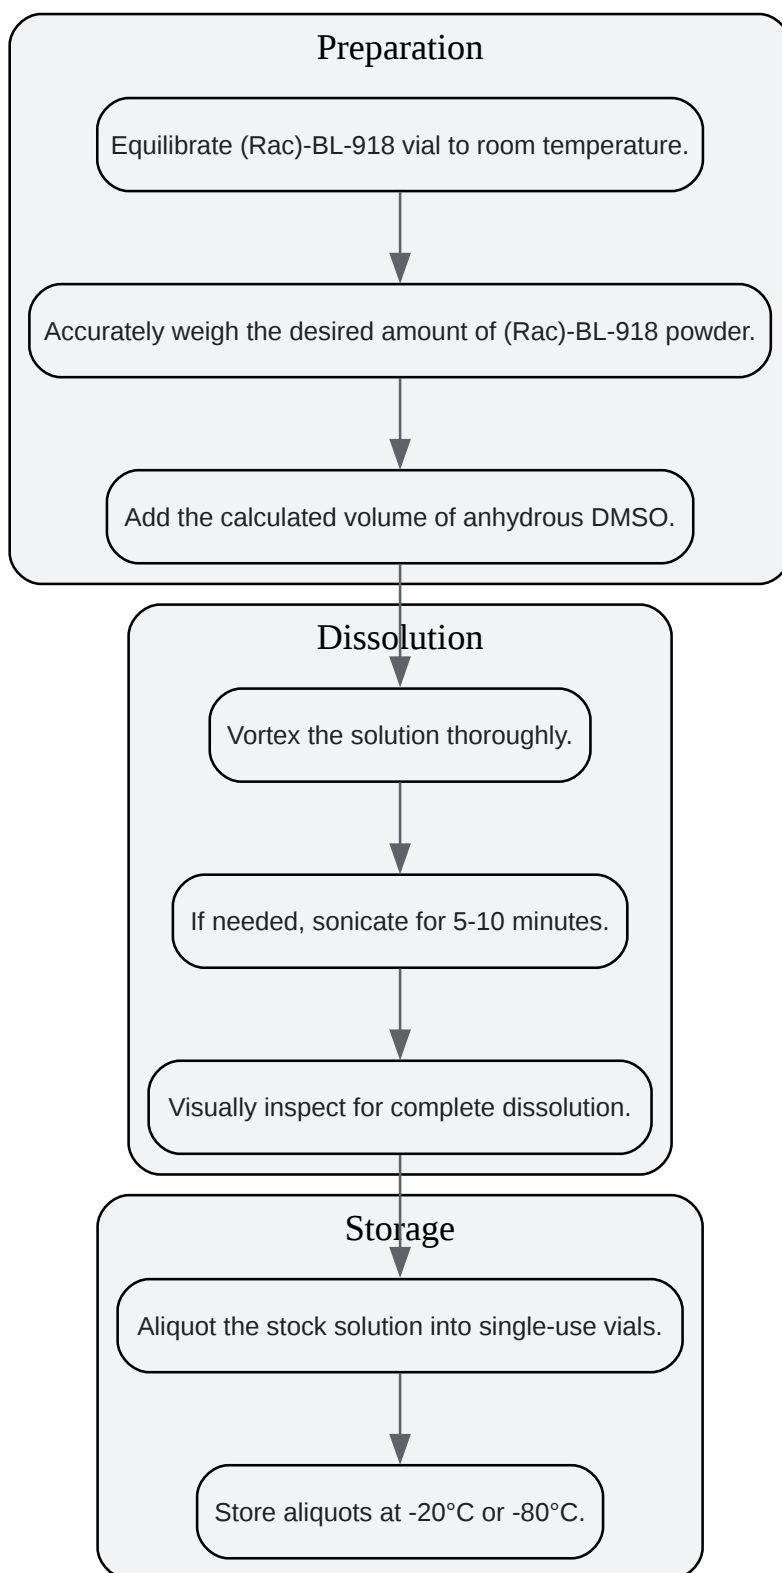 Preparation
Equilibrate (Rac)-BL-918 vial to room temperature.
Accurately weigh the desired amount of (Rac)-BL-918 powder.
Add the calculated volume of anhydrous DMSO.
Dissolution
Vortex the solution thoroughly.
If needed, sonicate for 5-10 minutes.
Visually inspect for complete dissolution.
Storage
Aliquot the stock solution into single-use vials.
Store aliquots at -20°C or -80°C.